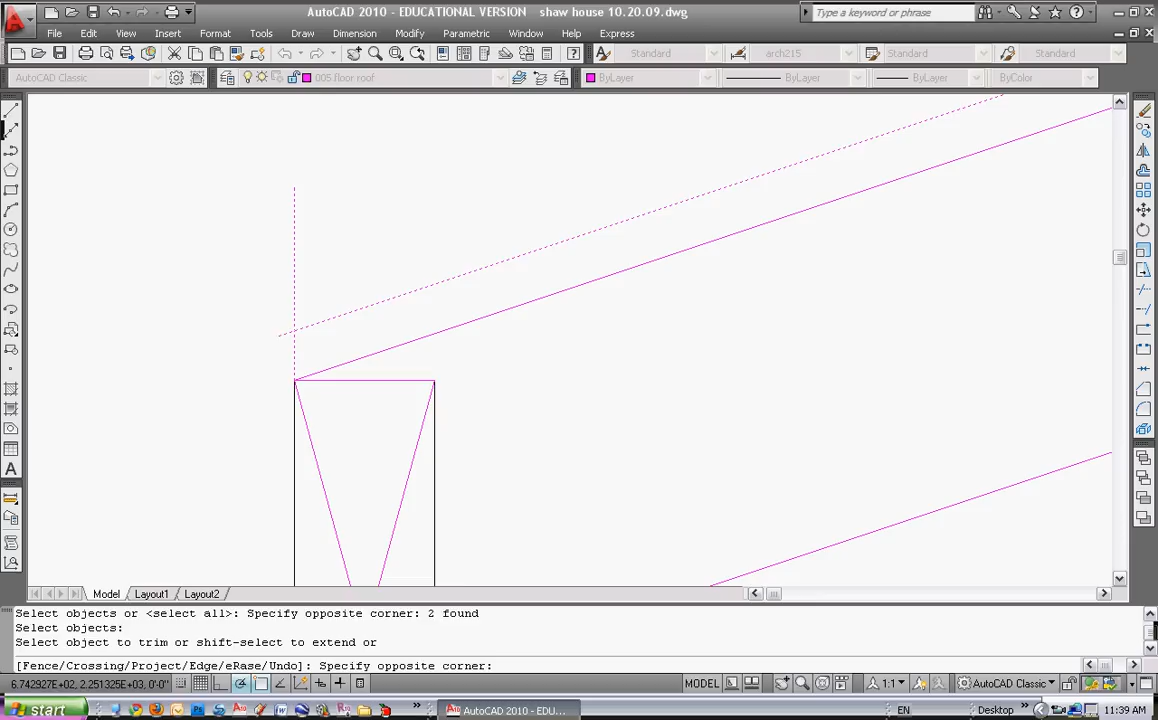 AutoCAD 2010 - EDUCATIONAL VERSION shaw house 10.20.09.dwg
Type a keyword or phrase
File Edit View Insert Format Tools Draw Dimension Modify Parametric Window Help Express
Standard arch215 Standard Standard
AutoCAD Classic 005 floor roof ByLayer ByLayer ByLayer ByColor
Model Layout1 Layout2
Select objects or <select all>: Specify opposite corner: 2 found
Select objects:
Select object to trim or shift-select to extend or
[Fence/Crossing/Project/Edge/eRase/Undo]: Specify opposite corner:
6.742927E+02, 2.251325E+03, 0'-0" MODEL 1:1 AutoCAD Classic
start AutoCAD 2010 - EDU... EN Desktop 11:39 AM